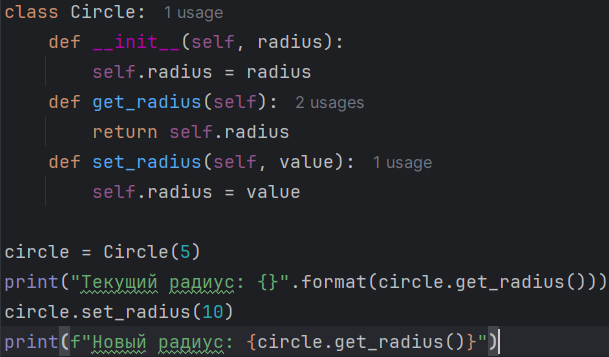 class Circle: 1 usage
    def __init__(self, radius):
        self.radius = radius
    def get_radius(self): 2 usages
        return self.radius
    def set_radius(self, value): 1 usage
        self.radius = value

circle = Circle(5)
print("Текущий радиус: {}".format(circle.get_radius()))
circle.set_radius(10)
print(f"Новый радиус: {circle.get_radius()}")